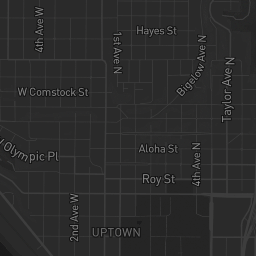 4th Ave W
Hayes St
1st Ave N
Bigelow Ave N
Taylor Ave N
W Comstock St
Olympic Pl
Aloha St
4th Ave N
Roy St
2nd Ave W
UPTOWN